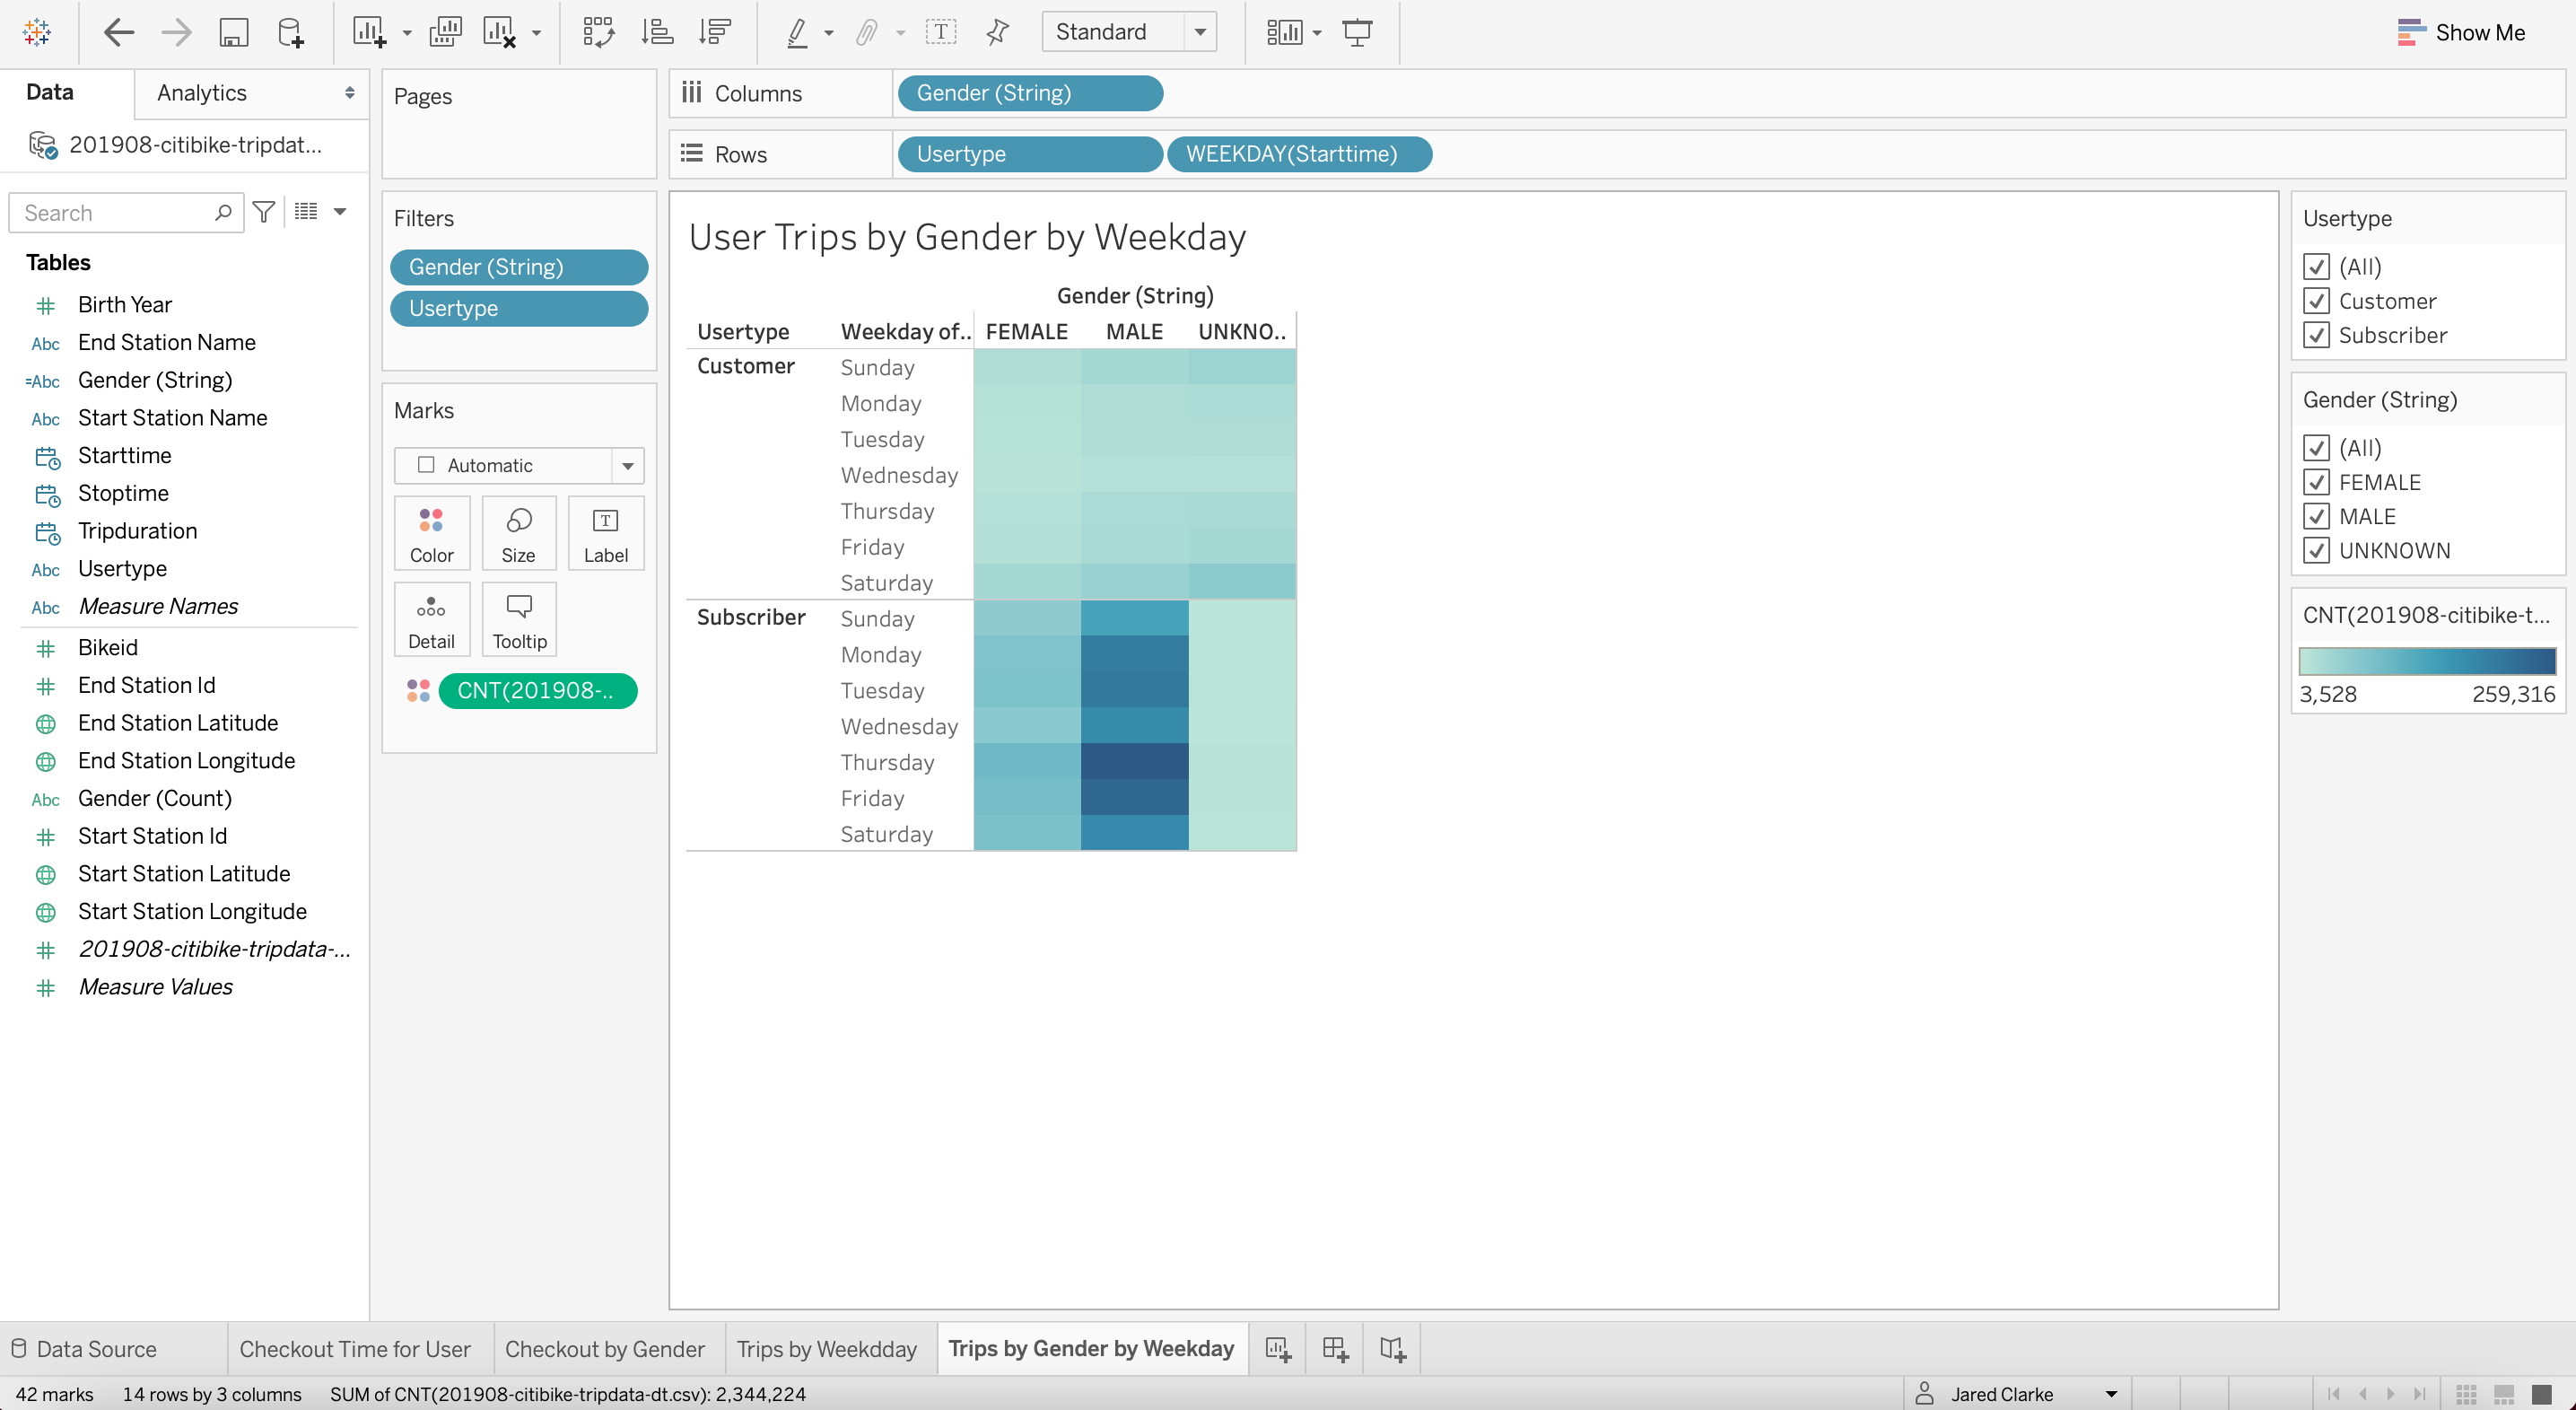 Standard
Show Me
Data
Analytics
201908-citibike-tripdat...
Search
Tables
Birth Year
Abc End Station Name
=Abc Gender (String)
Abc Start Station Name
Starttime
Stoptime
Tripduration
Abc Usertype
Abc Measure Names
Bikeid
End Station Id
End Station Latitude
End Station Longitude
Abc Gender (Count)
Start Station Id
Start Station Latitude
Start Station Longitude
201908-citibike-tripdata-...
Measure Values
Pages
Filters
Gender (String)
Usertype
Marks
Automatic
Color Size Label
Detail Tooltip
CNT(201908-..
Columns Gender (String)
Rows Usertype WEEKDAY(Starttime)
User Trips by Gender by Weekday
Gender (String)
Usertype Weekday of.. FEMALE MALE UNKNO..
Customer Sunday
Monday
Tuesday
Wednesday
Thursday
Friday
Saturday
Subscriber Sunday
Monday
Tuesday
Wednesday
Thursday
Friday
Saturday
Usertype
(All)
Customer
Subscriber
Gender (String)
(All)
FEMALE
MALE
UNKNOWN
CNT(201908-citibike-t...
3,528 259,316
Data Source Checkout Time for User Checkout by Gender Trips by Weekdday Trips by Gender by Weekday
42 marks 14 rows by 3 columns SUM of CNT(201908-citibike-tripdata-dt.csv): 2,344,224 Jared Clarke